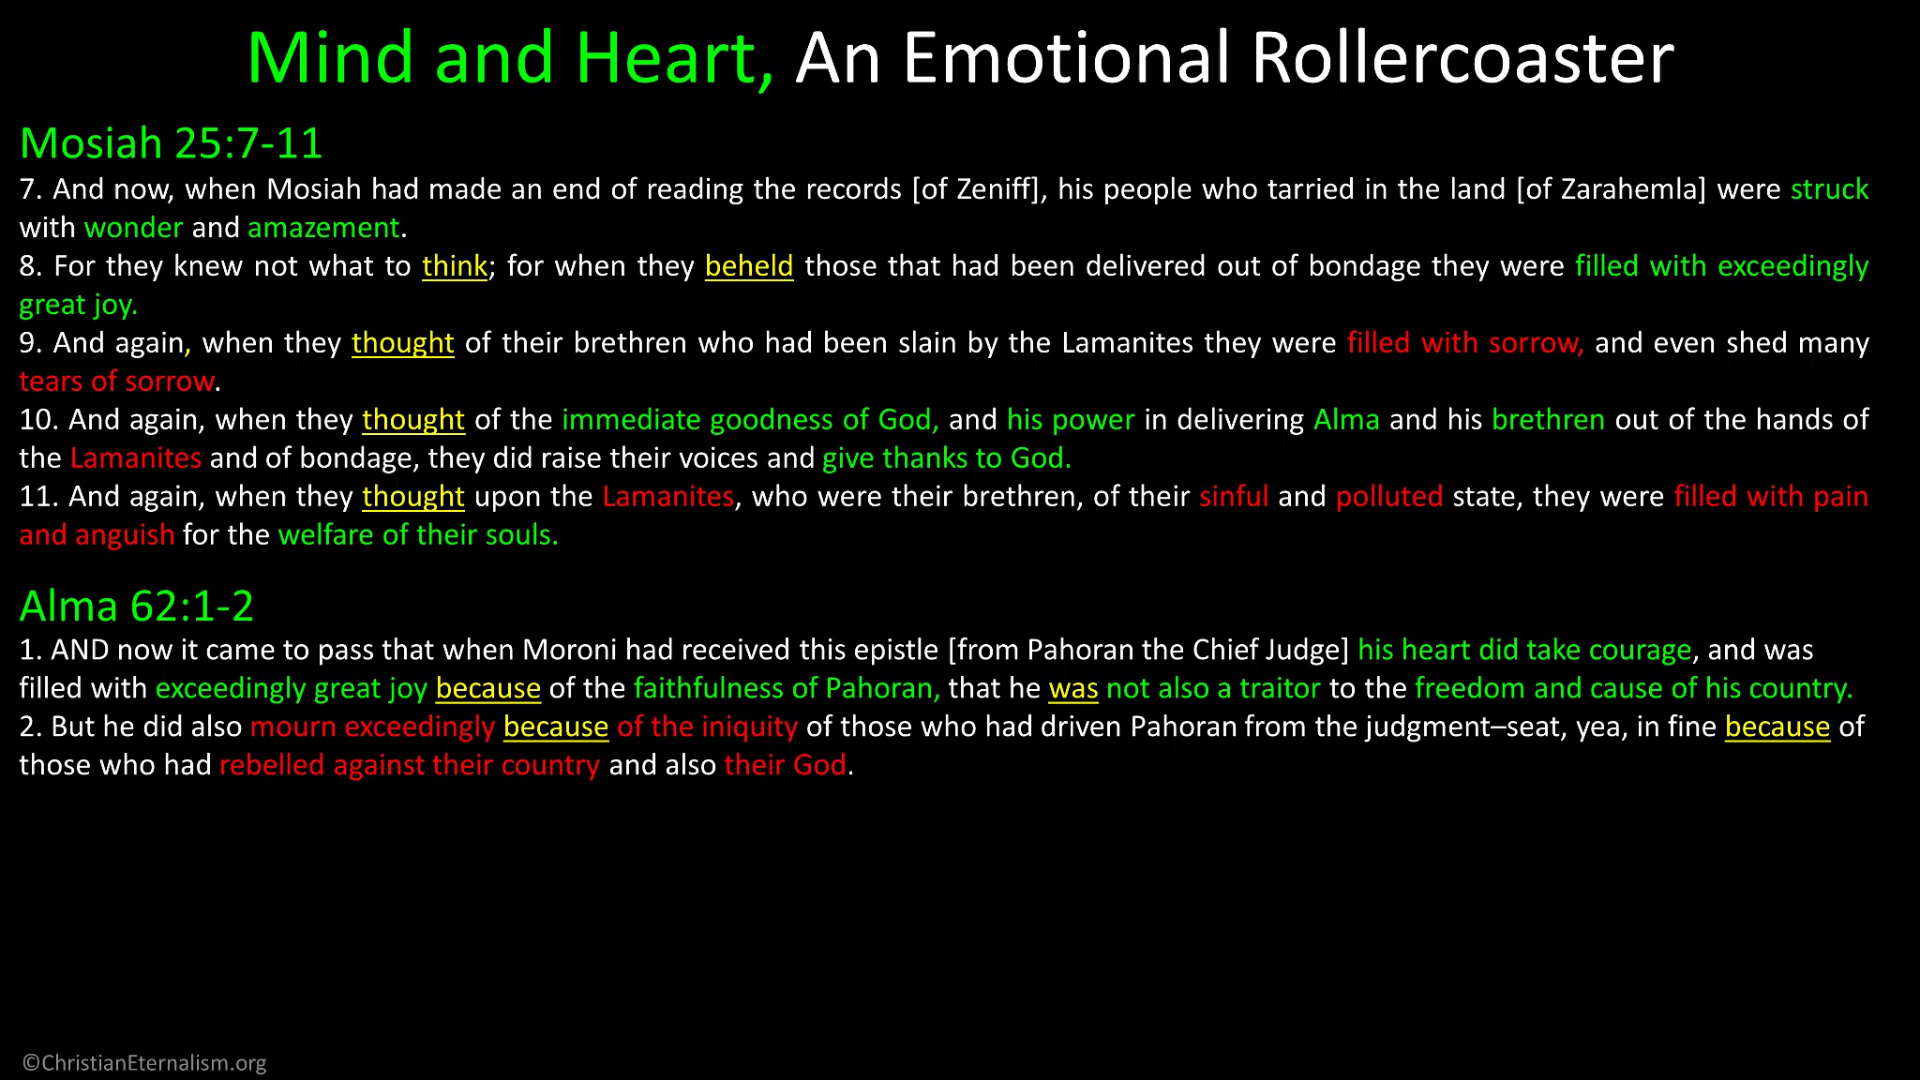 Mind and Heart, An Emotional Rollercoaster
Mosiah 25:7-11
7. And now, when Mosiah had made an end of reading the records [of Zeniff], his people who tarried in the land [of Zarahemla] were struck
with wonder and amazement.
8. For they knew not what to think; for when they beheld those that had been delivered out of bondage they were filled with exceedingly
great joy.
9. And again, when they thought of their brethren who had been slain by the Lamanites they were filled with sorrow, and even shed many
tears of sorrow.
10. And again, when they thought of the immediate goodness of God, and his power in delivering Alma and his brethren out of the hands of
the Lamanites and of bondage, they did raise their voices and give thanks to God.
11. And again, when they thought upon the Lamanites, who were their brethren, of their sinful and polluted state, they were filled with pain
and anguish for the welfare of their souls.
Alma 62:1-2
1. AND now it came to pass that when Moroni had received this epistle [from Pahoran the Chief Judge] his heart did take courage, and was
filled with exceedingly great joy because of the faithfulness of Pahoran, that he was not also a traitor to the freedom and cause of his country.
2. But he did also mourn exceedingly because of the iniquity of those who had driven Pahoran from the judgment–seat, yea, in fine because of
those who had rebelled against their country and also their God.
©ChristianEternalism.org